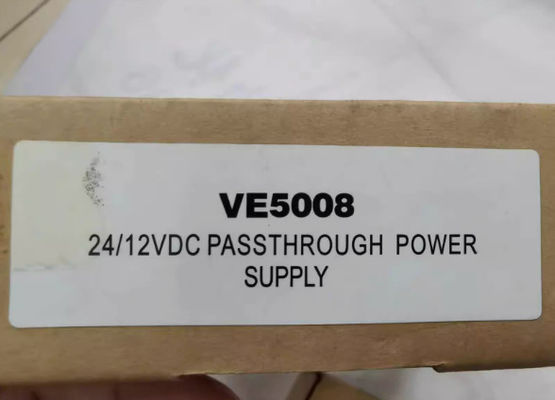 VE5008
24/12VDC PASSTHROUGH POWER
SUPPLY